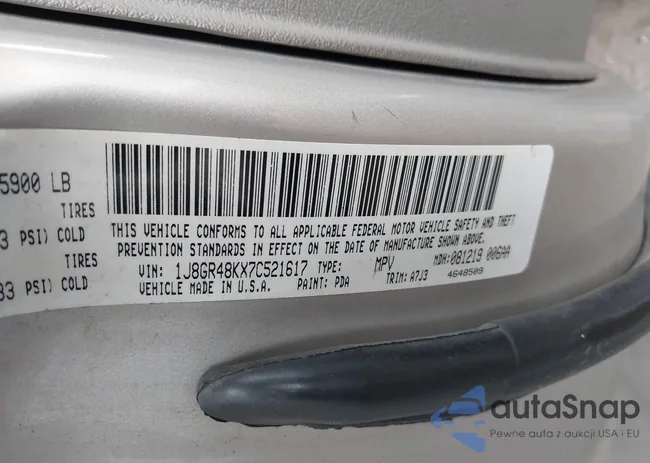 5900 LB
TIRES
3 PSI) COLD
TIRES
33 PSI) COLD
THIS VEHICLE CONFORMS TO ALL APPLICABLE FEDERAL MOTOR VEHICLE SAFETY AND THEFT
PREVENTION STANDARDS IN EFFECT ON THE DATE OF MANUFACTURE SHOWN ABOVE.
VIN: 1J8GR48KX7C521617 TYPE: MPV MDH: 081219 006AA
VEHICLE MADE IN U.S.A. PAINT: PDA TRIM: A7J3 4648509
autaSnap
Pewne auta z aukcji USA i EU